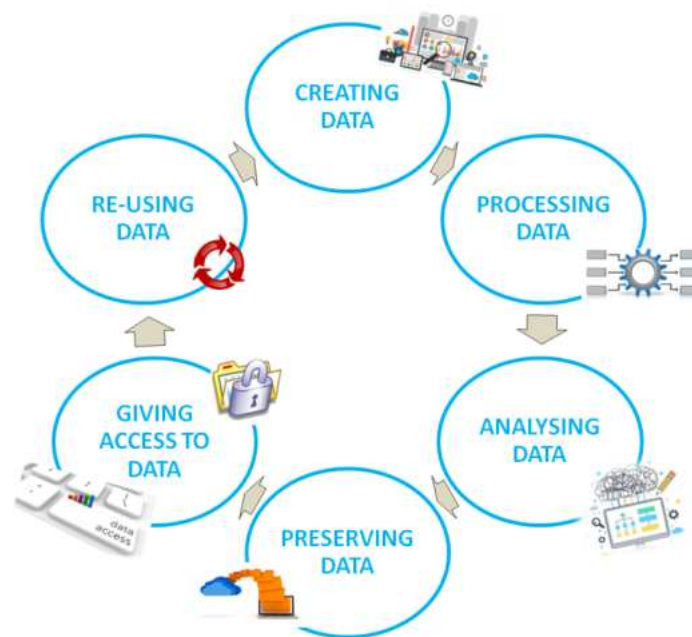 CREATING
DATA
PROCESSING
DATA
ANALYSING
DATA
PRESERVING
DATA
GIVING
ACCESS TO
DATA
data
access
RE-USING
DATA